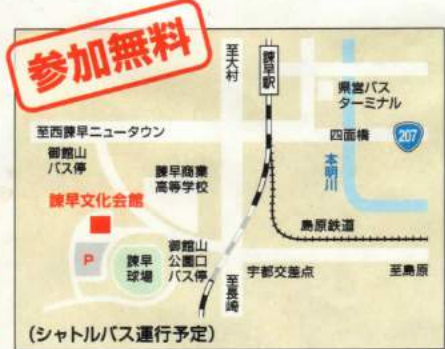 参加無料
至大村
諫早駅
県営バス
ターミナル
至西諫早ニュータウン
四面橋
207
御館山
バス停
諫早商業
高等学校
本明川
諫早文化会館
島原鉄道
P
諫早
球場
御館山
公園口
バス停
至長崎
宇都交差点
至島原
(シャトルバス運行予定)